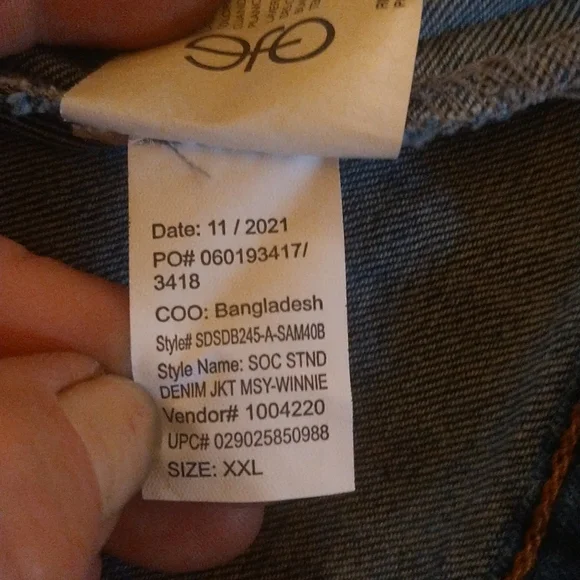 Date: 11 / 2021
PO# 060193417/
3418
COO: Bangladesh
Style# SDSDB245-A-SAM40B
Style Name: SOC STND
DENIM JKT MSY-WINNIE
Vendor# 1004220
UPC# 029025850988
SIZE: XXL